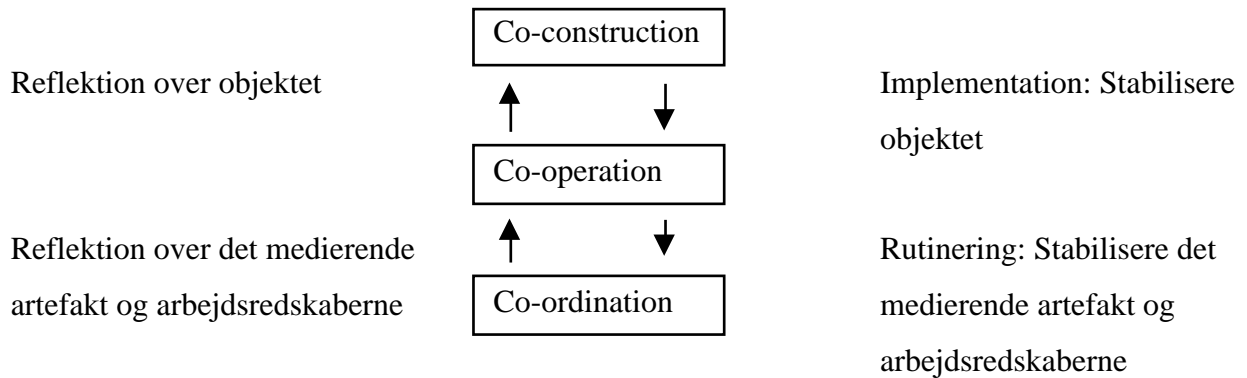 Co-construction
Reflektion over objektet
Implementation: Stabilisere
objektet
Co-operation
Reflektion over det medierende
artefakt og arbejdsredskaberne
Rutinering: Stabilisere det
medierende artefakt og
arbejdsredskaberne
Co-ordination